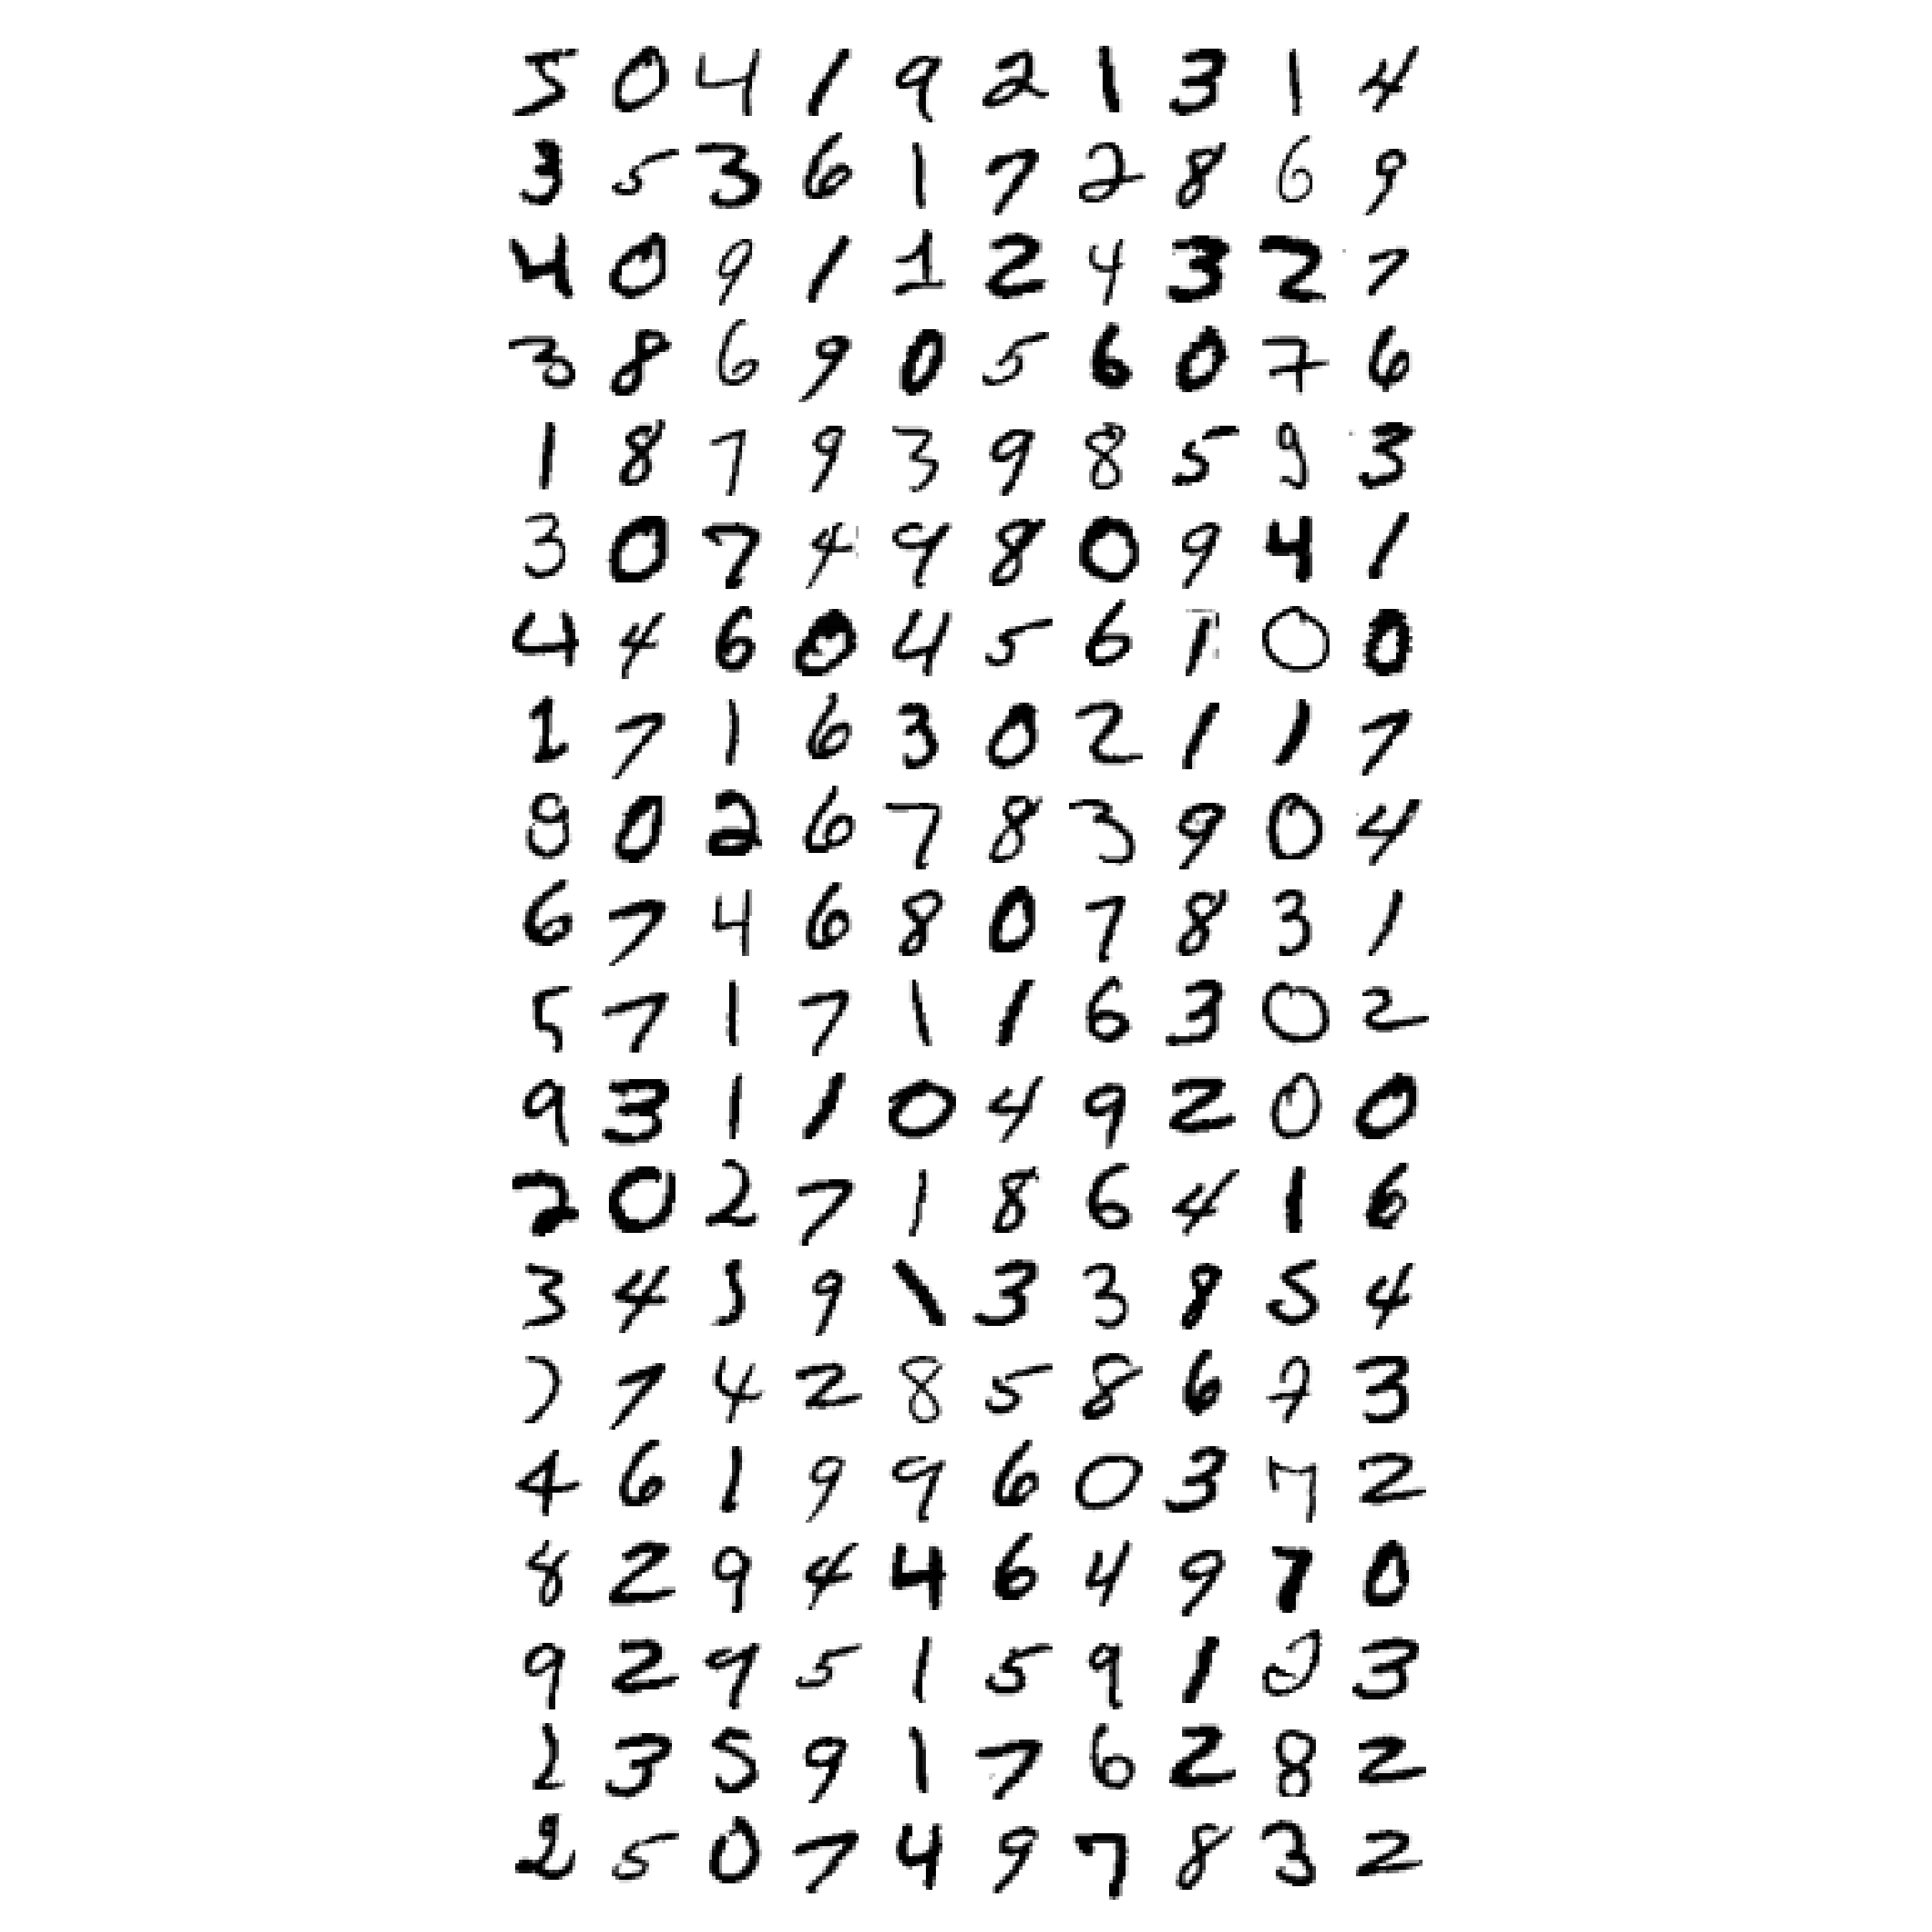 5 0 4 1 9 2 1 3 1 4
3 5 3 6 1 7 2 8 6 9
4 0 9 1 1 2 4 3 2 7
3 8 6 9 0 5 6 0 7 6
1 8 7 9 3 9 8 5 9 3
3 0 7 4 9 8 0 9 4 1
4 4 6 0 4 5 6 1 0 0
1 7 1 6 3 0 2 1 1 7
8 0 2 6 7 8 3 9 0 4
6 7 4 6 8 0 7 8 3 1
5 7 1 7 1 1 6 3 0 2
9 3 1 1 0 4 9 2 0 0
2 0 2 7 1 8 6 4 1 6
3 4 3 9 1 3 3 8 5 4
7 7 4 2 8 5 8 6 7 3
4 6 1 9 9 6 0 3 7 2
8 2 9 4 4 6 4 9 7 0
9 2 9 5 1 5 9 1 0 3
2 3 5 9 1 7 6 2 8 2
2 5 0 7 4 9 7 8 3 2